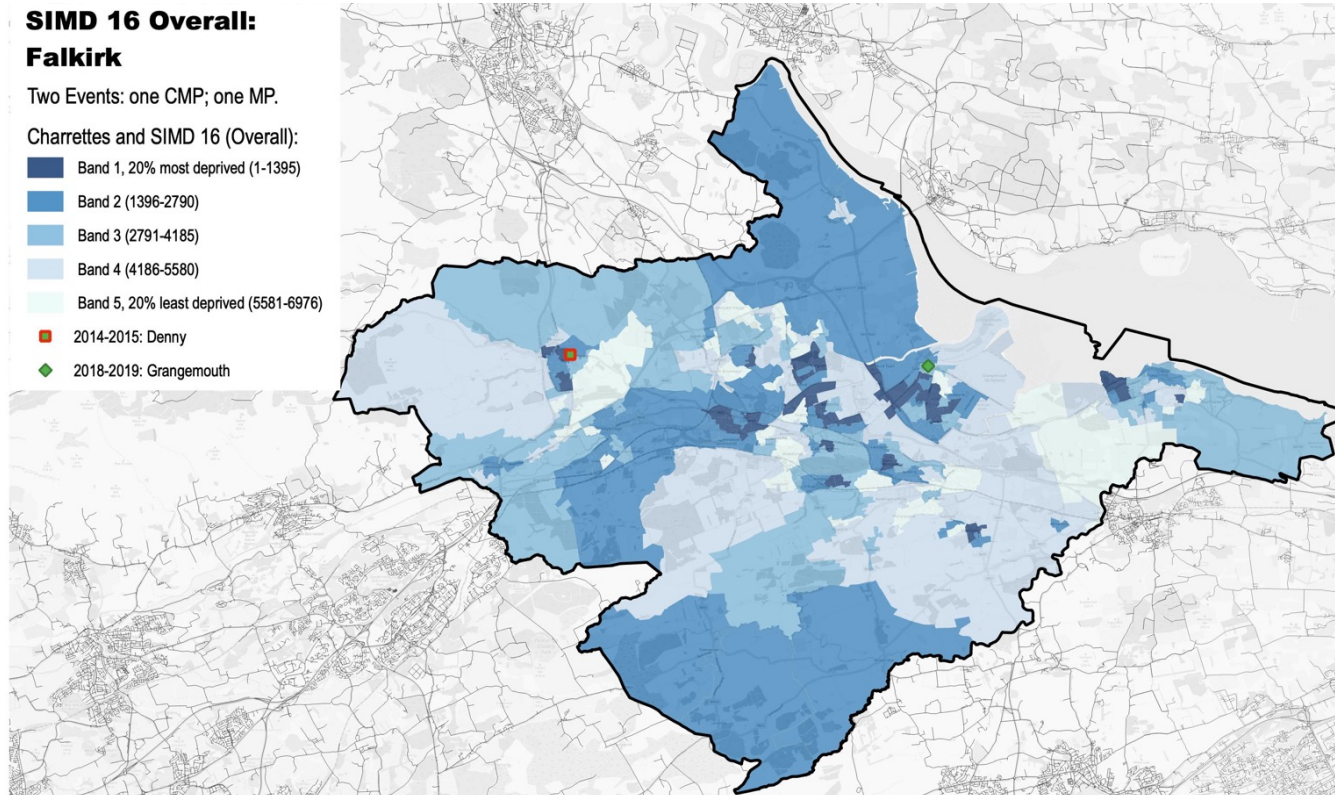 SIMD 16 Overall:
Falkirk
Two Events: one CMP; one MP.
Charrettes and SIMD 16 (Overall):
Band 1, 20% most deprived (1-1395)
Band 2 (1396-2790)
Band 3 (2791-4185)
Band 4 (4186-5580)
Band 5, 20% least deprived (5581-6976)
2014-2015: Denny
2018-2019: Grangemouth